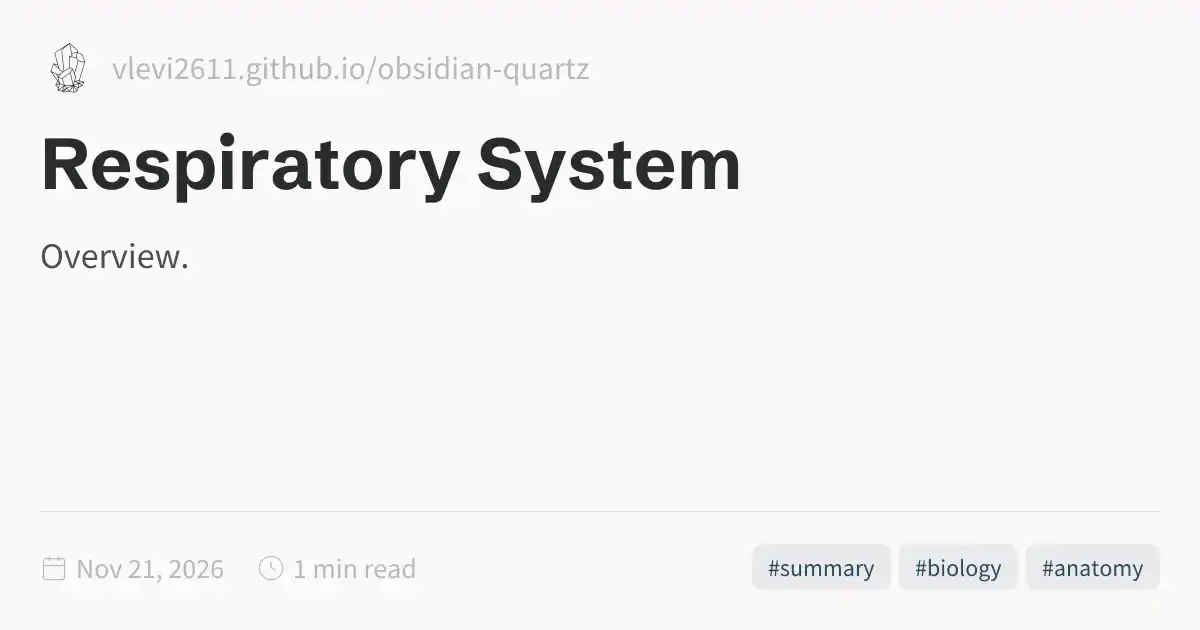 vlevi2611.github.io/obsidian-quartz
Respiratory System
Overview.
Nov 21, 2026 1 min read #summary #biology #anatomy